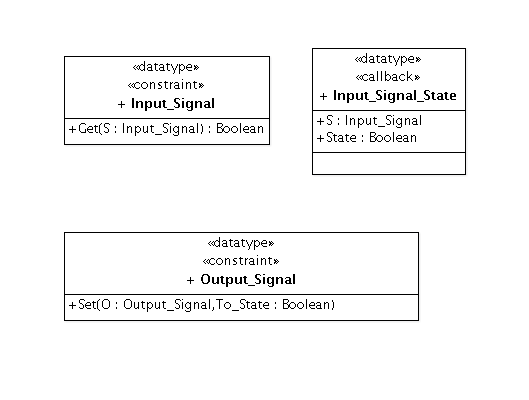 «datatype»
«constraint»
+ Input_Signal
+Get(S : Input_Signal) : Boolean
«datatype»
«callback»
+ Input_Signal_State
+S : Input_Signal
+State : Boolean
«datatype»
«constraint»
+ Output_Signal
+Set(O : Output_Signal,To_State : Boolean)